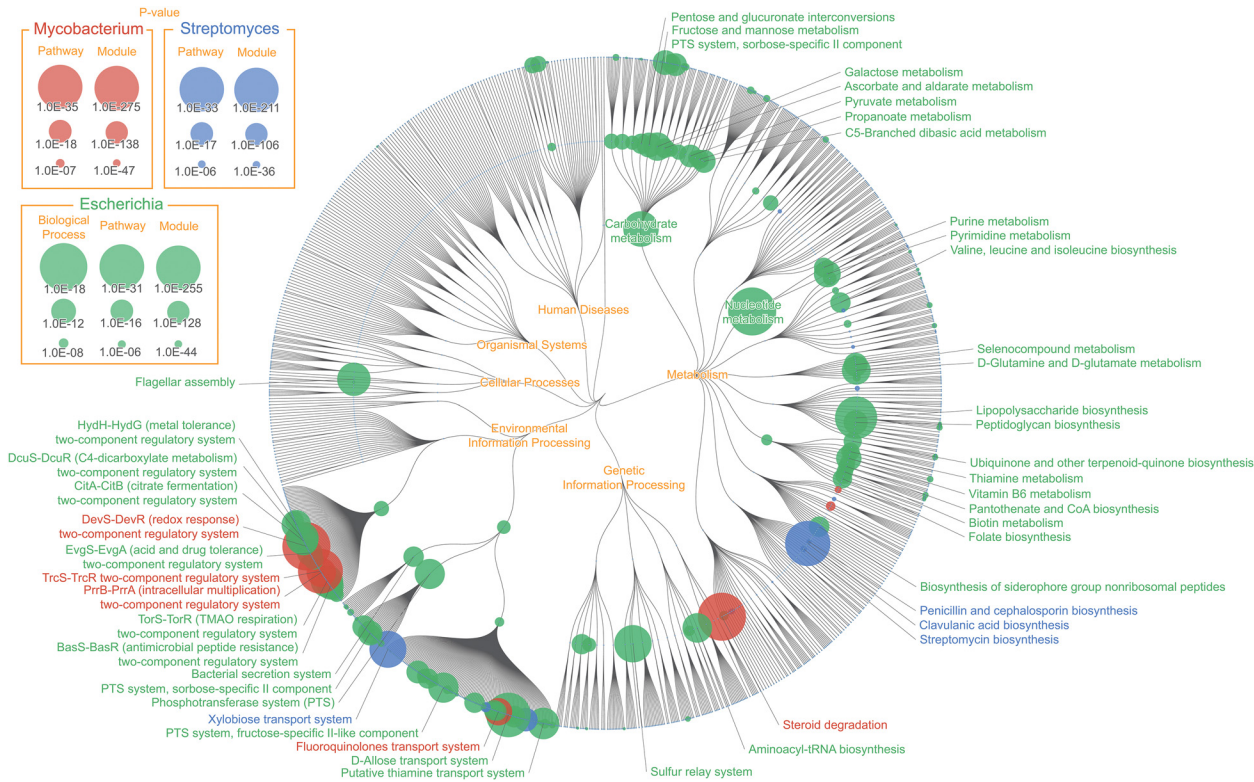 P-value
Mycobacterium
Pathway Module
1.0E-35 1.0E-275
1.0E-18 1.0E-138
1.0E-07 1.0E-47
Streptomyces
Pathway Module
1.0E-33 1.0E-211
1.0E-17 1.0E-106
1.0E-06 1.0E-36
Escherichia
Biological
Process
Pathway Module
1.0E-18 1.0E-31 1.0E-255
1.0E-12 1.0E-16 1.0E-128
1.0E-08 1.0E-06 1.0E-44
Pentose and glucuronate interconversions
Fructose and mannose metabolism
PTS system, sorbose-specific II component
Galactose metabolism
Ascorbate and aldarate metabolism
Pyruvate metabolism
Propanoate metabolism
C5-Branched dibasic acid metabolism
Carbohydrate
metabolism
Purine metabolism
Pyrimidine metabolism
Valine, leucine and isoleucine biosynthesis
Nucleotide
metabolism
Human Diseases
Organismal Systems
Cellular Processes
Metabolism
Environmental
Information Processing
Genetic
Information Processing
Selenocompound metabolism
D-Glutamine and D-glutamate metabolism
Lipopolysaccharide biosynthesis
Peptidoglycan biosynthesis
Ubiquinone and other terpenoid-quinone biosynthesis
Thiamine metabolism
Vitamin B6 metabolism
Pantothenate and CoA biosynthesis
Biotin metabolism
Folate biosynthesis
Biosynthesis of siderophore group nonribosomal peptides
Penicillin and cephalosporin biosynthesis
Clavulanic acid biosynthesis
Streptomycin biosynthesis
Flagellar assembly
HydH-HydG (metal tolerance)
two-component regulatory system
DcuS-DcuR (C4-dicarboxylate metabolism)
two-component regulatory system
CitA-CitB (citrate fermentation)
two-component regulatory system
DevS-DevR (redox response)
two-component regulatory system
EvgS-EvgA (acid and drug tolerance)
two-component regulatory system
TrcS-TrcR two-component regulatory system
PrrB-PrrA (intracellular multiplication)
two-component regulatory system
TorS-TorR (TMAO respiration)
two-component regulatory system
BasS-BasR (antimicrobial peptide resistance)
two-component regulatory system
Bacterial secretion system
PTS system, sorbose-specific II component
Phosphotransferase system (PTS)
Xylobiose transport system
PTS system, fructose-specific II-like component
Fluoroquinolones transport system
D-Allose transport system
Putative thiamine transport system
Steroid degradation
Aminoacyl-tRNA biosynthesis
Sulfur relay system